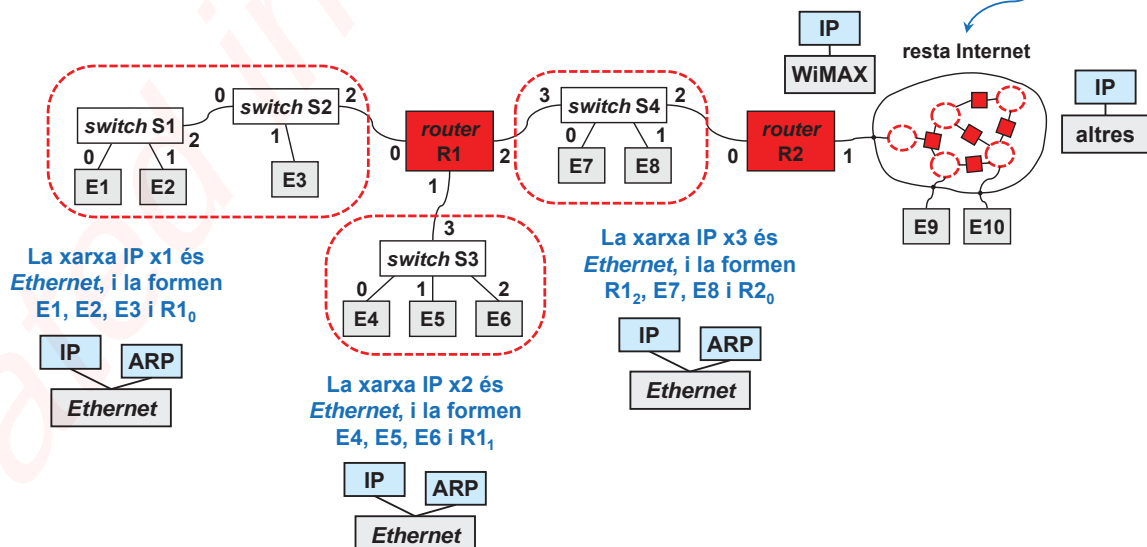 IP
WiMAX
resta Internet
IP
altres
0
switch S2
2
switch S1
2
0
1
E1
E2
1
E3
0
router
R1
2
1
3
switch S4
2
0
1
E7
E8
0
router
R2
1
E9
E10
3
switch S3
0
1
2
E4
E5
E6
La xarxa IP x1 és
Ethernet, i la formen
E1, E2, E3 i R1₀
IP
ARP
Ethernet
La xarxa IP x2 és
Ethernet, i la formen
E4, E5, E6 i R1₁
IP
ARP
Ethernet
La xarxa IP x3 és
Ethernet, i la formen
R1₂, E7, E8 i R2₀
IP
ARP
Ethernet